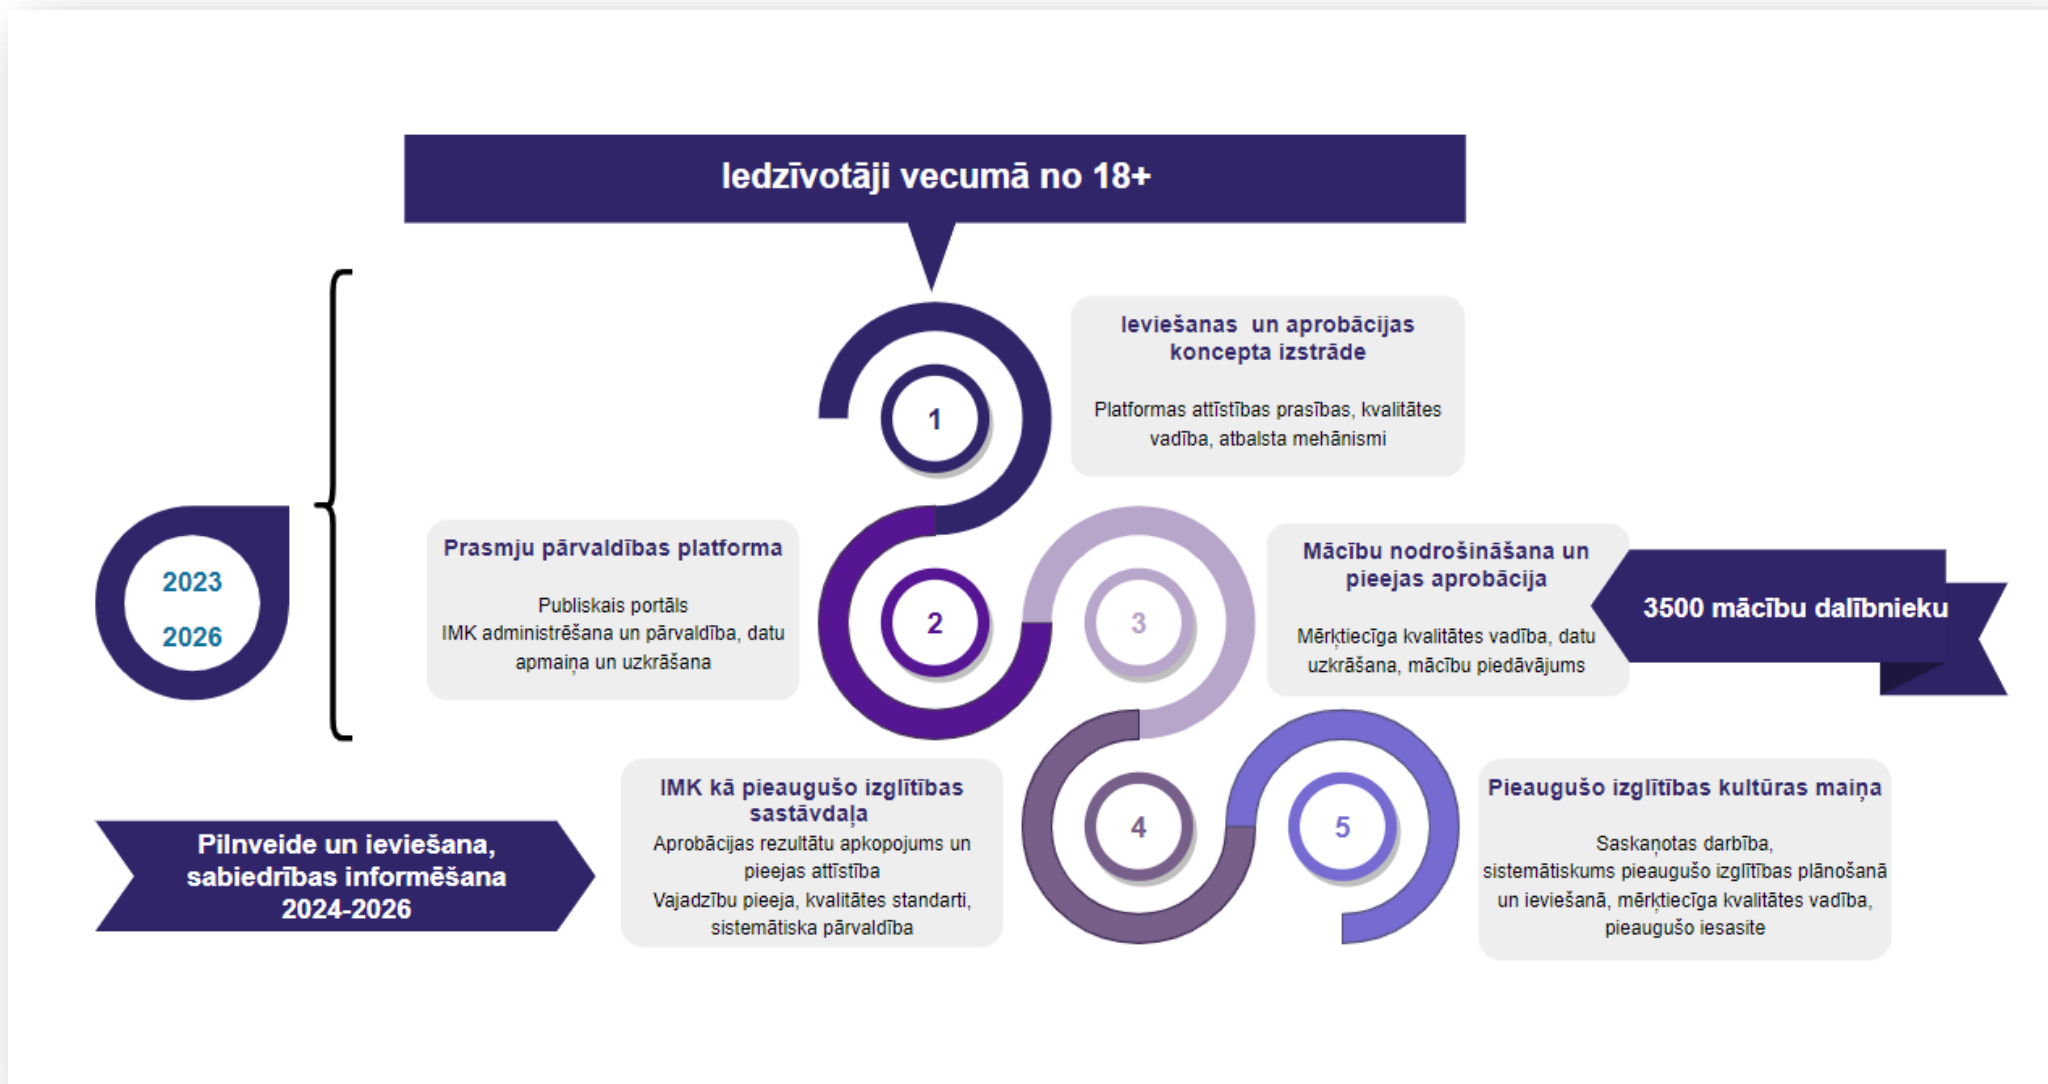 Iedzīvotāji vecumā no 18+
1
Ieviešanas un aprobācijas
koncepta izstrāde
Platformas attīstības prasības, kvalitātes
vadība, atbalsta mehānismi
2023
2026
Prasmju pārvaldības platforma
Publiskais portāls
IMK administrēšana un pārvaldība, datu
apmaiņa un uzkrāšana
2
3
Mācību nodrošināšana un
pieejas aprobācija
Mērķtiecīga kvalitātes vadība, datu
uzkrāšana, mācību piedāvājums
3500 mācību dalībnieku
Pilnveide un ieviešana,
sabiedrības informēšana
2024-2026
IMK kā pieaugušo izglītības
sastāvdaļa
Aprobācijas rezultātu apkopojums un
pieejas attīstība
Vajadzību pieeja, kvalitātes standarti,
sistemātiska pārvaldība
4
5
Pieaugušo izglītības kultūras maiņa
Saskaņotas darbība,
sistemātiskums pieaugušo izglītības plānošanā
un ieviešanā, mērķtiecīga kvalitātes vadība,
pieaugušo iesasite